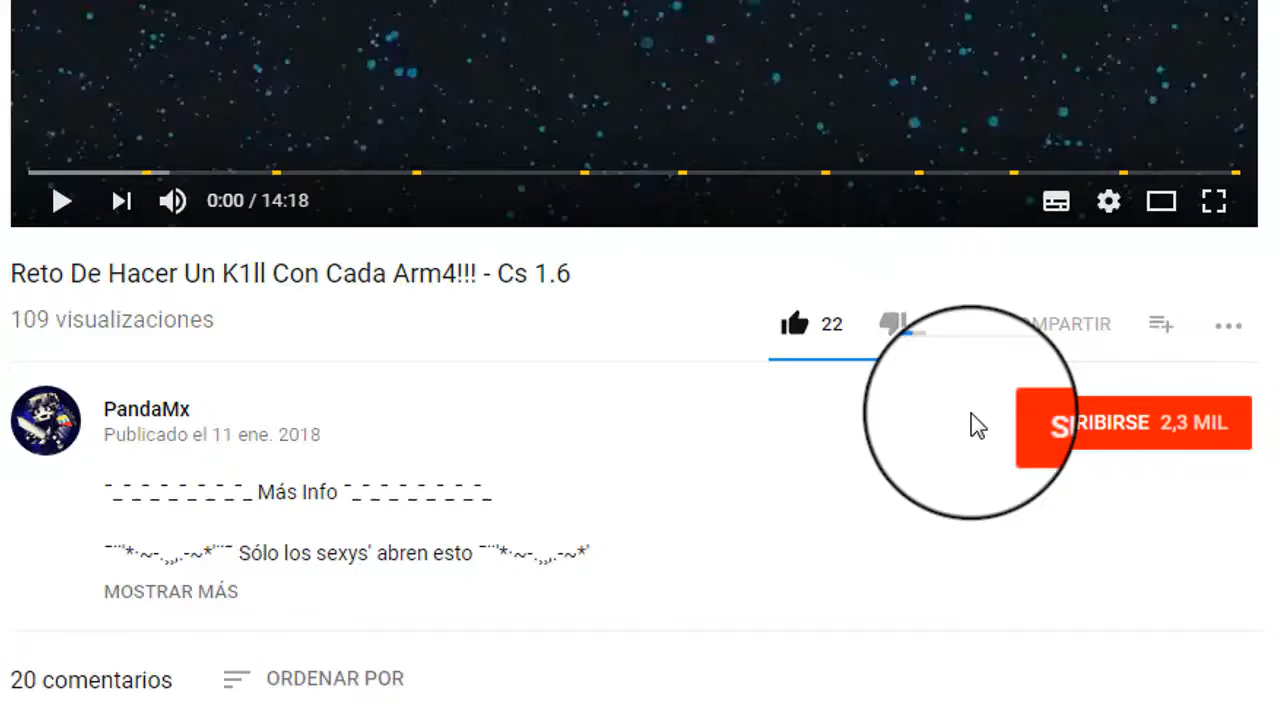 0:00 / 14:18
Reto De Hacer Un K1ll Con Cada Arm4!!! - Cs 1.6
109 visualizaciones
22
OMPARTIR
PandaMx
Publicado el 11 ene. 2018
S RIBIRSE 2,3 MIL
¯-_-¯-_-¯-_-¯-_-¯-_ Más Info ¯-_-¯-_-¯-_-¯-_-¯-_
¯¨'*·~-.¸¸,.-~*'¨¨¯ Sólo los sexys' abren esto ¯¨'*·~-.¸¸,.-~*'
MOSTRAR MÁS
20 comentarios
ORDENAR POR